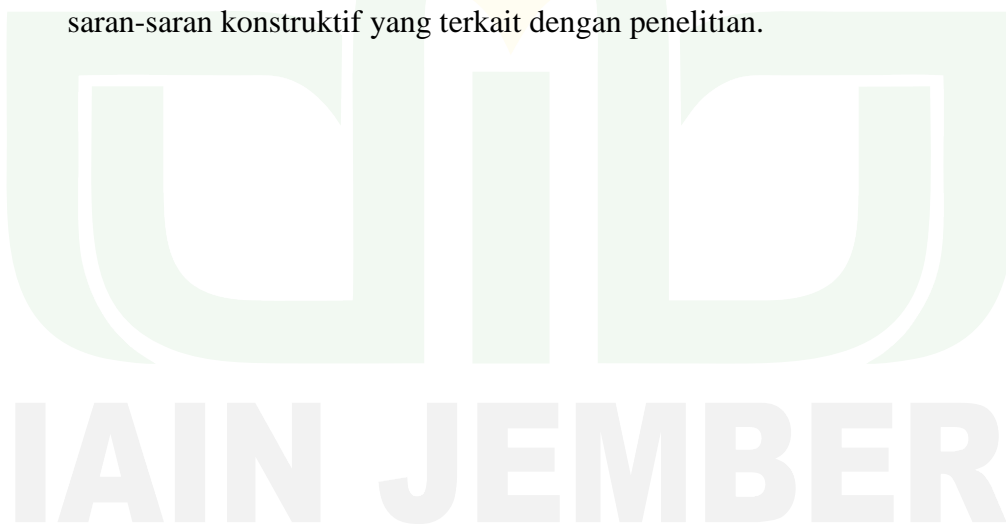 saran-saran konstruktif yang terkait dengan penelitian.
IAIN JEMBER